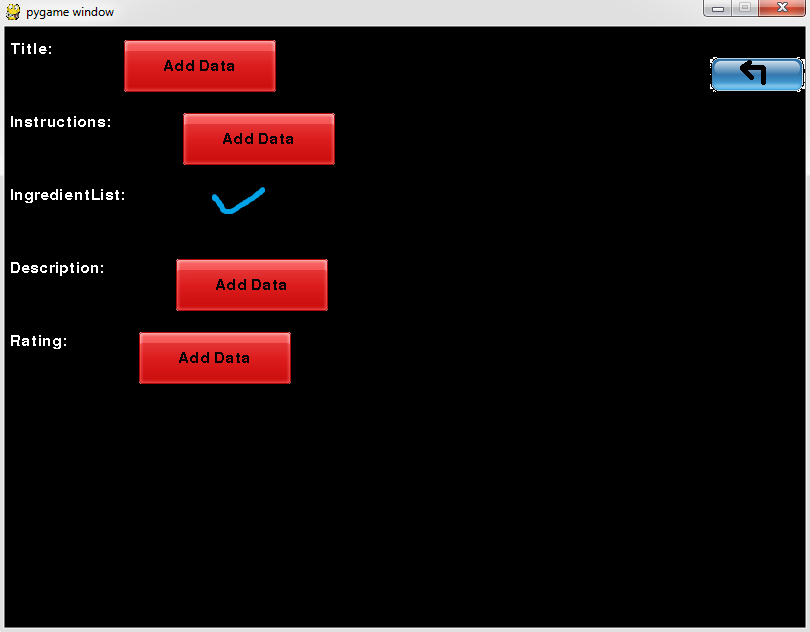 pygame window
Title: Add Data
Instructions: Add Data
IngredientList:
Description: Add Data
Rating: Add Data